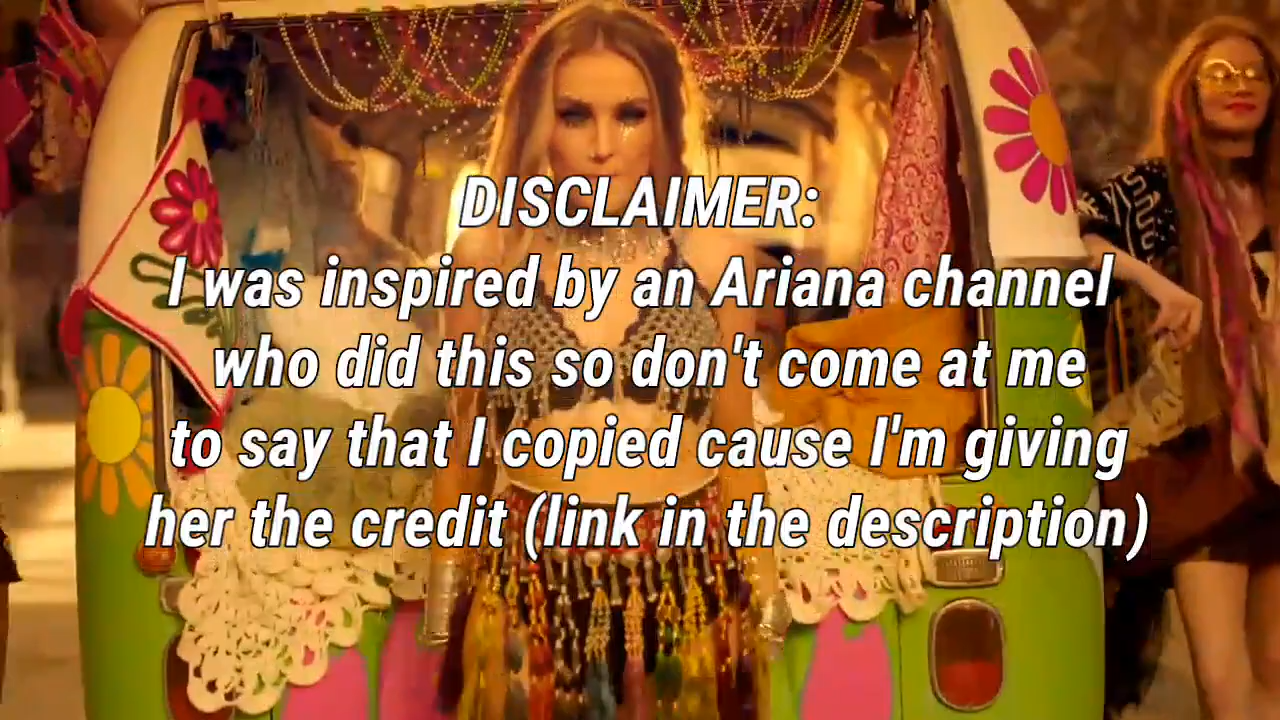 DISCLAIMER:
I was inspired by an Ariana channel
who did this so don't come at me
to say that I copied cause I'm giving
her the credit (link in the description)